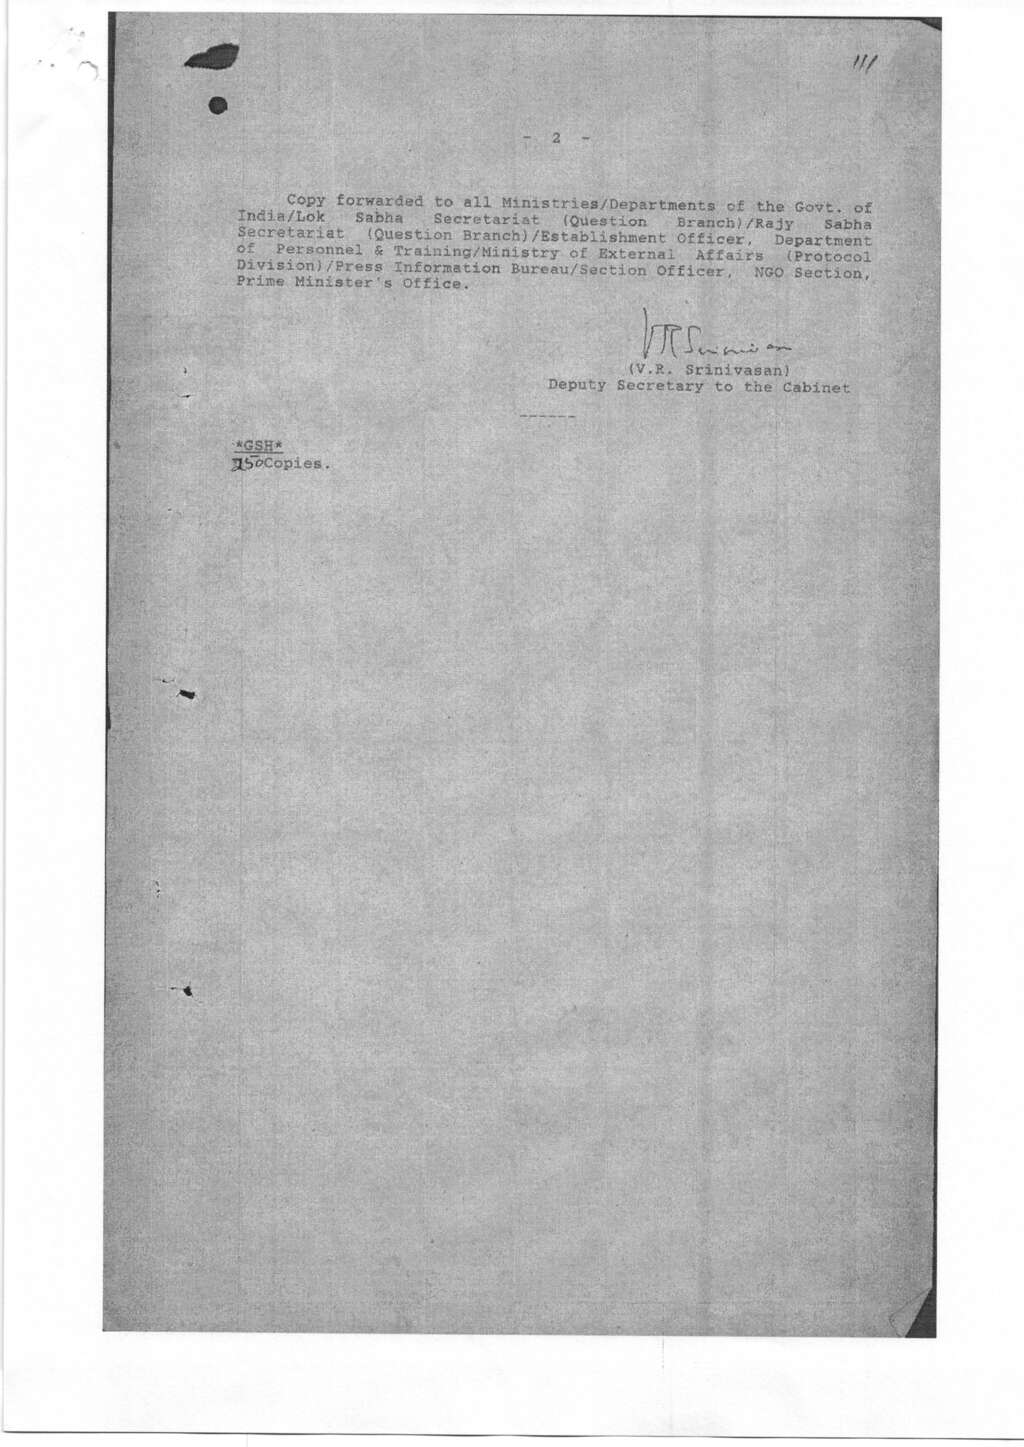 111
- 2 -
Copy forwarded to all Ministries/Departments of the Govt. of
India/Lok Sabha Secretariat (Question Branch)/Rajy Sabha
Secretariat (Question Branch)/Establishment Officer, Department
of Personnel & Training/Ministry of External Affairs (Protocol
Division)/Press Information Bureau/Section Officer, NGO Section,
Prime Minister's Office.
VRSrinivasan
(V.R. Srinivasan)
Deputy Secretary to the Cabinet
------
*GSH*
Copies.